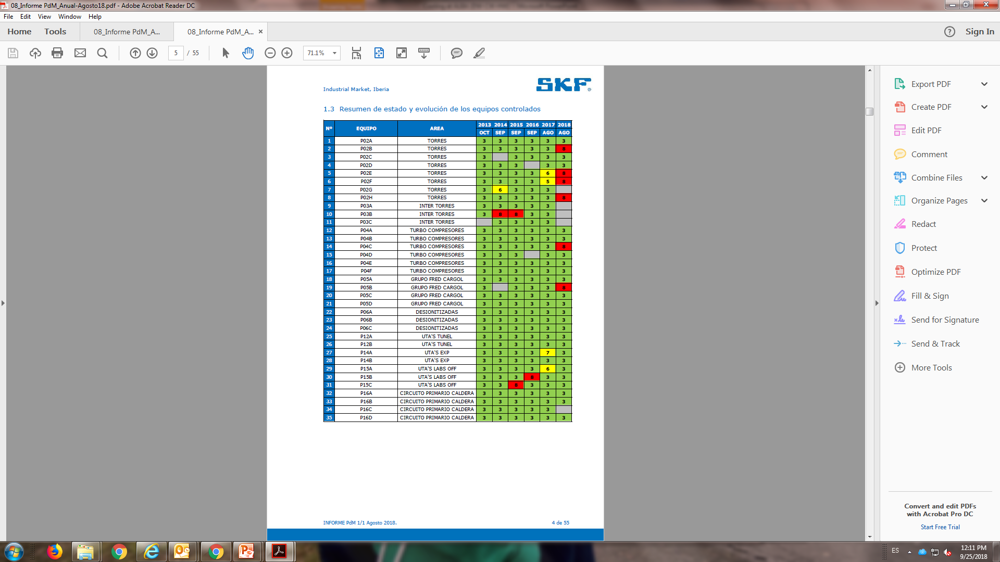 08_Informe PdM_Anual-Agosto18.pdf - Adobe Acrobat Reader DC
File Edit View Window Help
Home Tools 08_Informe PdM_A... 08_Informe PdM_A... × ? Sign In
5 / 55 71.1%
Industrial Market, Iberia
SKF®
1.3 Resumen de estado y evolución de los equipos controlados
Nº EQUIPO AREA 2013 2014 2015 2016 2017 2018
OCT SEP SEP SEP AGO AGO
1 P02A TORRES 3 3 3 3 3 3
2 P02B TORRES 3 3 3 3 3 8
3 P02C TORRES 3 3 3 3 3
4 P02D TORRES 3 3 3 3 3
5 P02E TORRES 3 3 3 3 6 8
6 P02F TORRES 3 3 3 3 5 8
7 P02G TORRES 3 6 3 3 3
8 P02H TORRES 3 3 3 3 3 8
9 P03A INTER TORRES 3 3 3 3 3
10 P03B INTER TORRES 3 8 8 3 3
11 P03C INTER TORRES 3 3 3 3
12 P04A TURBO COMPRESORES 3 3 3 3 3 3
13 P04B TURBO COMPRESORES 3 3 3 3 3 3
14 P04C TURBO COMPRESORES 3 3 3 3 3 8
15 P04D TURBO COMPRESORES 3 3 3 3 3
16 P04E TURBO COMPRESORES 3 3 3 3 3 3
17 P04F TURBO COMPRESORES 3 3 3 3 3 3
18 P05A GRUPO FRED CARGOL 3 3 3 3 3 3
19 P05B GRUPO FRED CARGOL 3 3 3 3 8
20 P05C GRUPO FRED CARGOL 3 3 3 3 3 3
21 P05D GRUPO FRED CARGOL 3 3 3 3 3 3
22 P06A DESIONITIZADAS 3 3 3 3 3 3
23 P06B DESIONITIZADAS 3 3 3 3 3 3
24 P06C DESIONITIZADAS 3 3 3 3 3 3
25 P12A UTA'S TUNEL 3 3 3 3 3 3
26 P12B UTA'S TUNEL 3 3 3 3 3 3
27 P14A UTA'S EXP 3 3 3 3 7 3
28 P14B UTA'S EXP 3 3 3 3 3 3
29 P15A UTA'S LABS OFF 3 3 3 3 6 3
30 P15B UTA'S LABS OFF 3 3 3 8 3 3
31 P15C UTA'S LABS OFF 3 3 8 3 3 3
32 P16A CIRCUITO PRIMARIO CALDERA 3 3 3 3 3 3
33 P16B CIRCUITO PRIMARIO CALDERA 3 3 3 3 3 3
34 P16C CIRCUITO PRIMARIO CALDERA 3 3 3 3 3
35 P16D CIRCUITO PRIMARIO CALDERA 3 3 3 3 3 3
INFORME PdM 1/1 Agosto 2018. 4 de 55
Export PDF
Create PDF
Edit PDF
Comment
Combine Files
Organize Pages
Redact
Protect
Optimize PDF
Fill & Sign
Send for Signature
Send & Track
More Tools
Convert and edit PDFs
with Acrobat Pro DC
Start Free Trial
ES 12:11 PM
9/25/2018